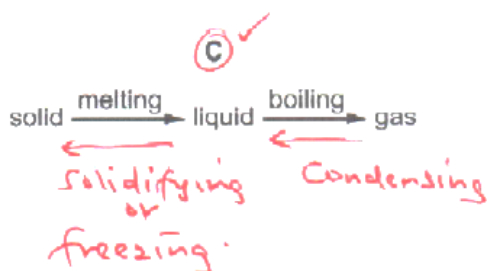 C
melting boiling
solid liquid gas
Solidifying Condensing
or
freezing.